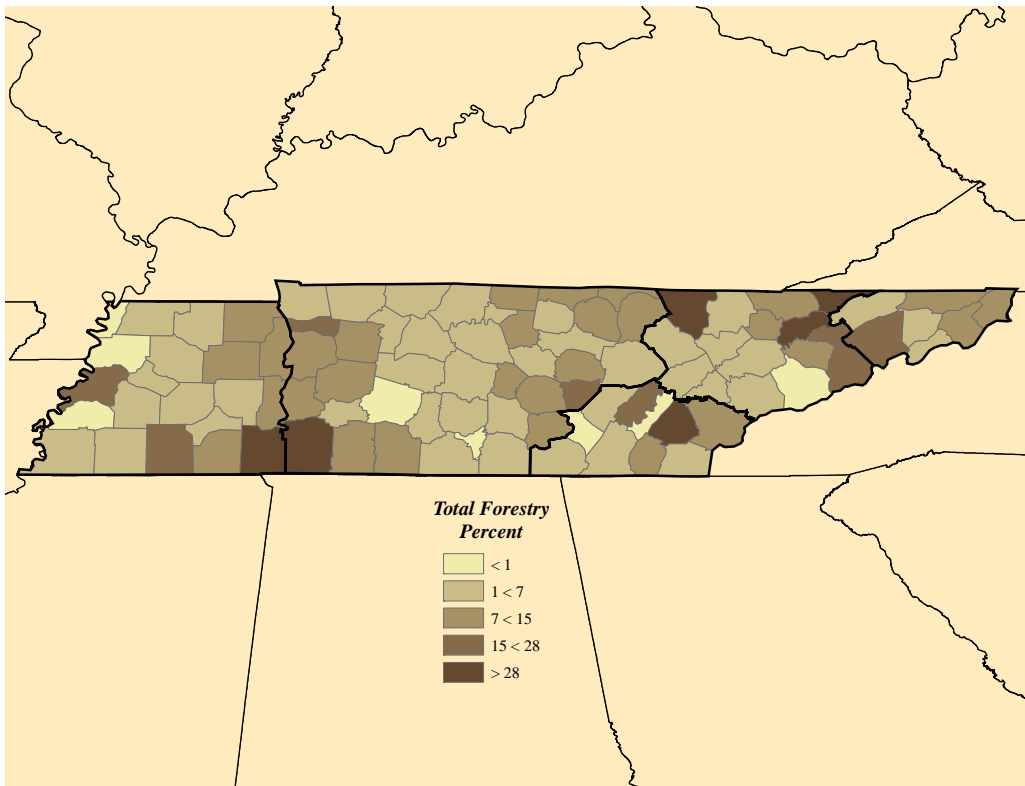 Total Forestry
Percent
< 1
1 < 7
7 < 15
15 < 28
> 28